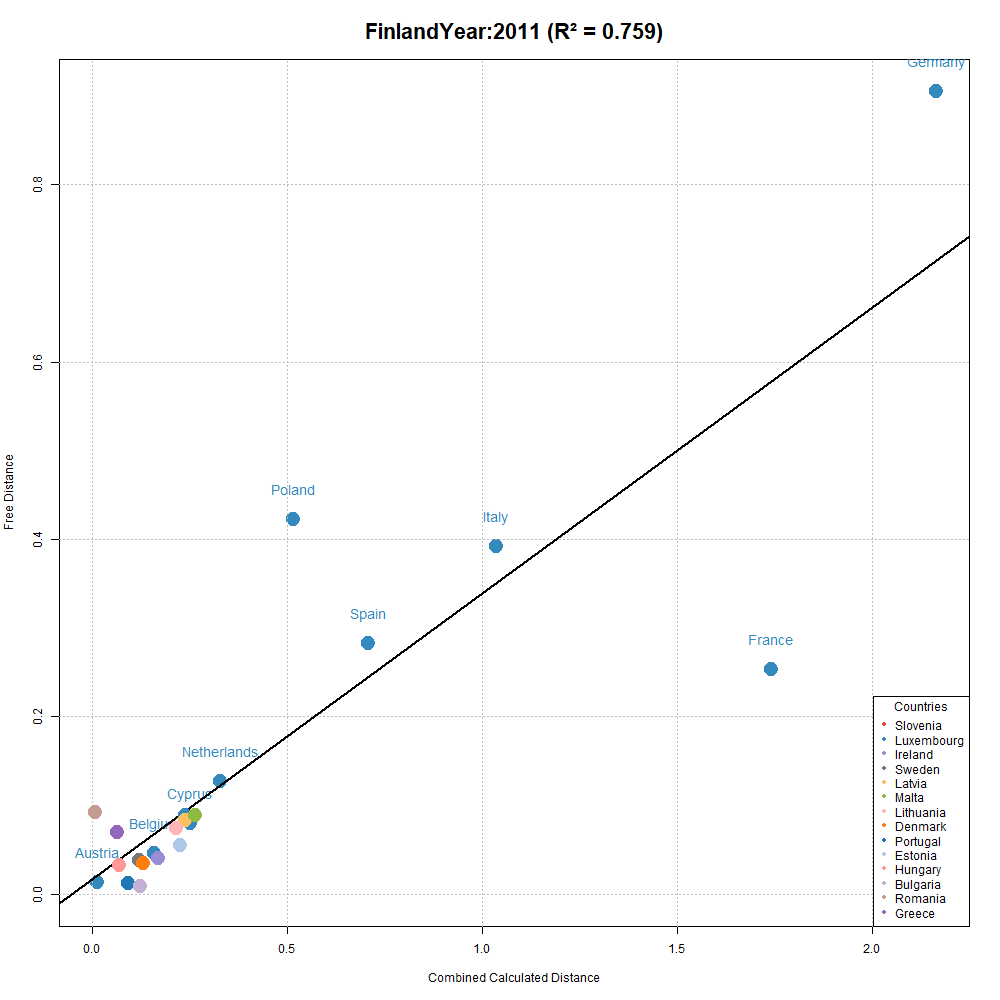 FinlandYear:2011 (R² = 0.759)
Germany
0.8
0.6
Poland
Italy
0.4
Spain
France
0.2
Netherlands
Cyprus
Belgiu
Austria
0.0
Free Distance
Countries
Slovenia
Luxembourg
Ireland
Sweden
Latvia
Malta
Lithuania
Denmark
Portugal
Estonia
Hungary
Bulgaria
Romania
Greece
0.0 0.5 1.0 1.5 2.0
Combined Calculated Distance